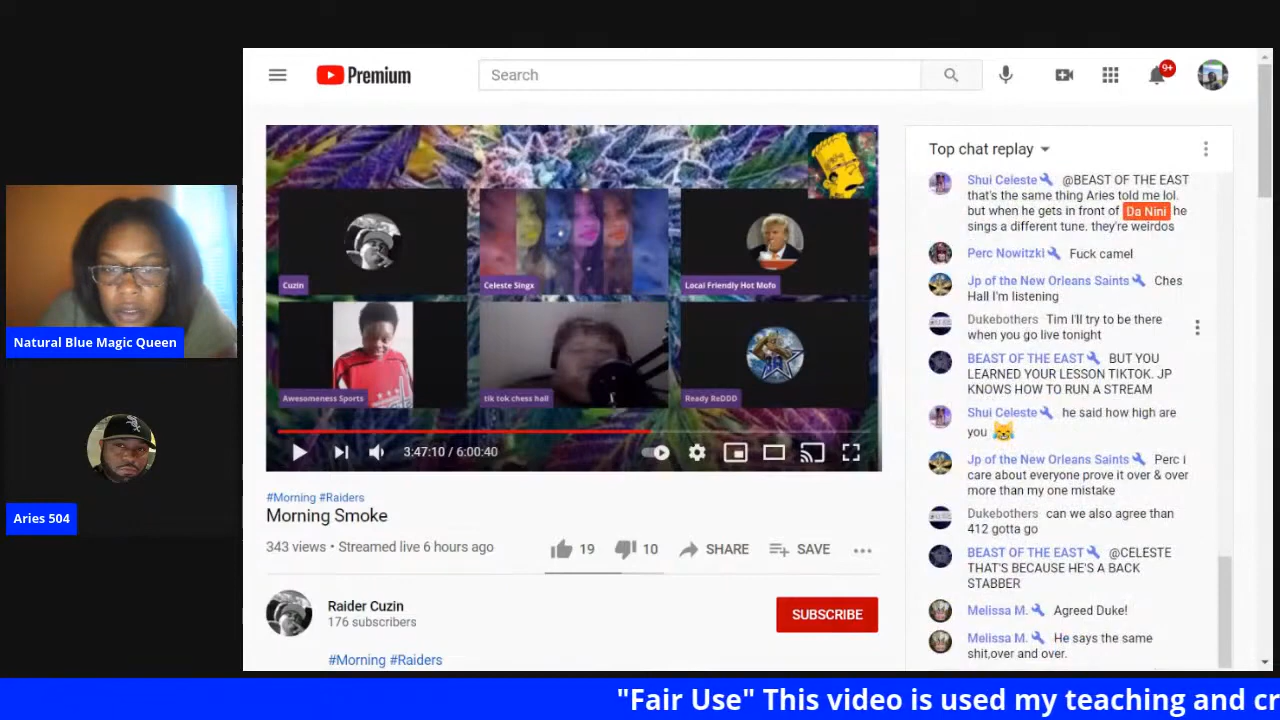 Premium
Search
9+
Cuzin
Celeste Singx
Local Friendly Hot Mofo
Awesomeness Sports
tik tok chess hall
Ready ReDDD
3:47:10 / 6:00:40
#Morning #Raiders
Morning Smoke
343 views • Streamed live 6 hours ago
19
10
SHARE
SAVE
Raider Cuzin
176 subscribers
SUBSCRIBE
#Morning #Raiders
Top chat replay
Shui Celeste @BEAST OF THE EAST
that's the same thing Aries told me lol.
but when he gets in front of Da Nini he
sings a different tune. they're weirdos
Perc Nowitzki Fuck camel
Jp of the New Orleans Saints Ches
Hall I'm listening
Dukebothers Tim I'll try to be there
when you go live tonight
BEAST OF THE EAST BUT YOU
LEARNED YOUR LESSON TIKTOK. JP
KNOWS HOW TO RUN A STREAM
Shui Celeste he said how high are
you
Jp of the New Orleans Saints Perc i
care about everyone prove it over & over
more than my one mistake
Dukebothers can we also agree than
412 gotta go
BEAST OF THE EAST @CELESTE
THAT'S BECAUSE HE'S A BACK
STABBER
Melissa M. Agreed Duke!
Melissa M. He says the same
shit,over and over.
Natural Blue Magic Queen
Aries 504
"Fair Use" This video is used my teaching and cr